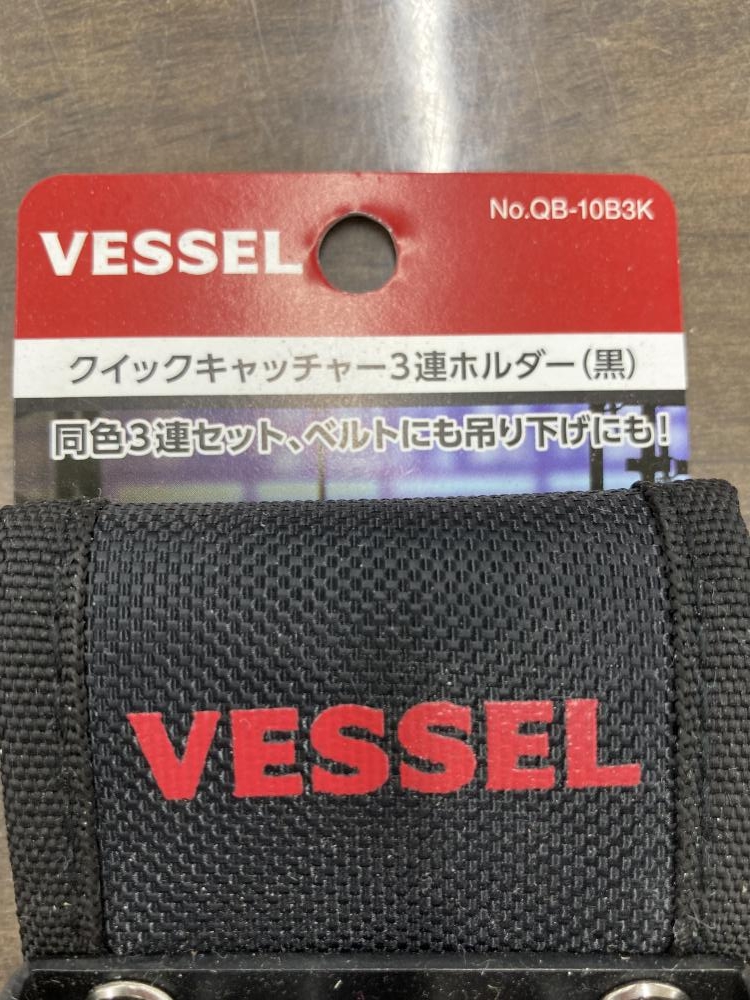 No.QB-10B3K
VESSEL
クイックキャッチャー3連ホルダー(黒)
同色3連セット、ベルトにも吊り下げにも!
VESSEL